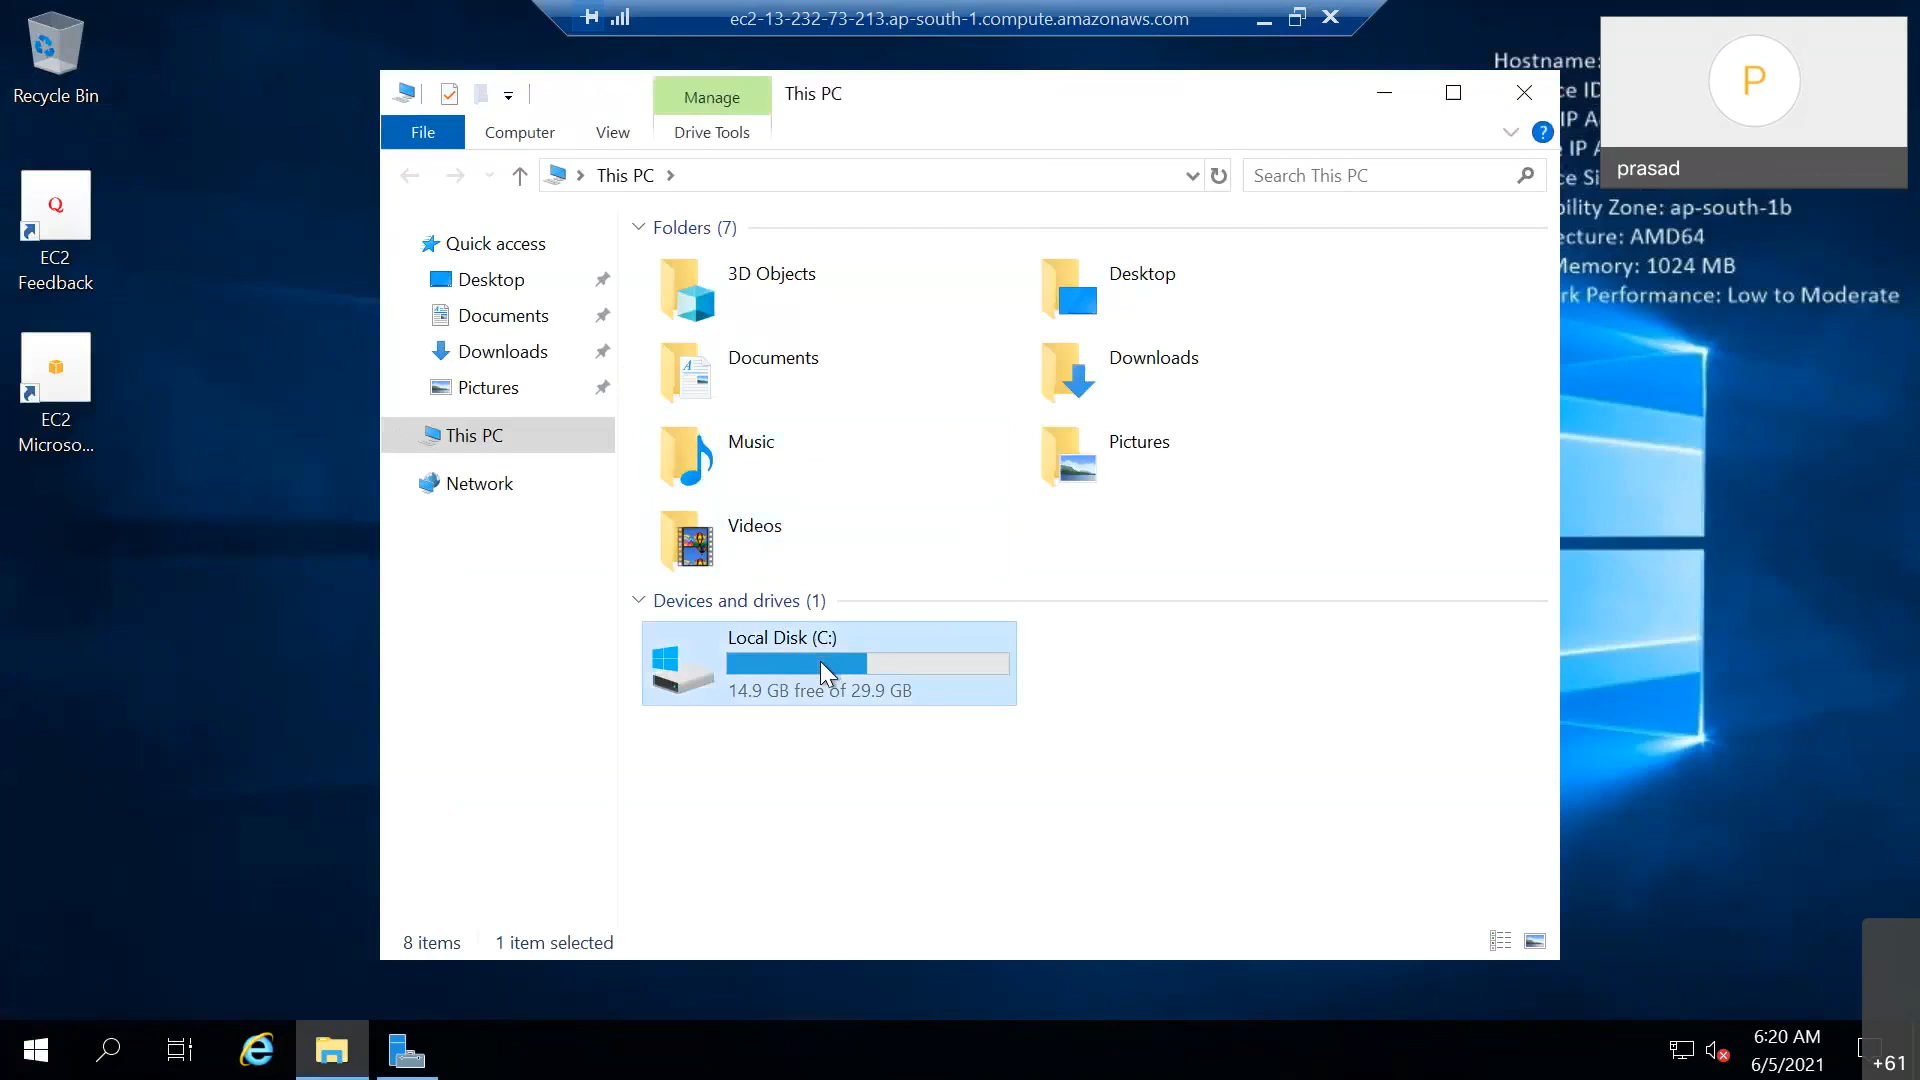 ec2-13-232-73-213.ap-south-1.compute.amazonaws.com
Recycle Bin
EC2
Feedback
EC2
Microso...
Hostname:
ce ID
IP A
e IP A
ce Si
bility Zone: ap-south-1b
ecture: AMD64
Memory: 1024 MB
rk Performance: Low to Moderate
P
prasad
Manage
This PC
File
Computer
View
Drive Tools
?
This PC
Search This PC
Quick access
Desktop
Documents
Downloads
Pictures
This PC
Network
Folders (7)
3D Objects
Desktop
Documents
Downloads
Music
Pictures
Videos
Devices and drives (1)
Local Disk (C:)
14.9 GB free of 29.9 GB
8 items
1 item selected
6:20 AM
6/5/2021
+61